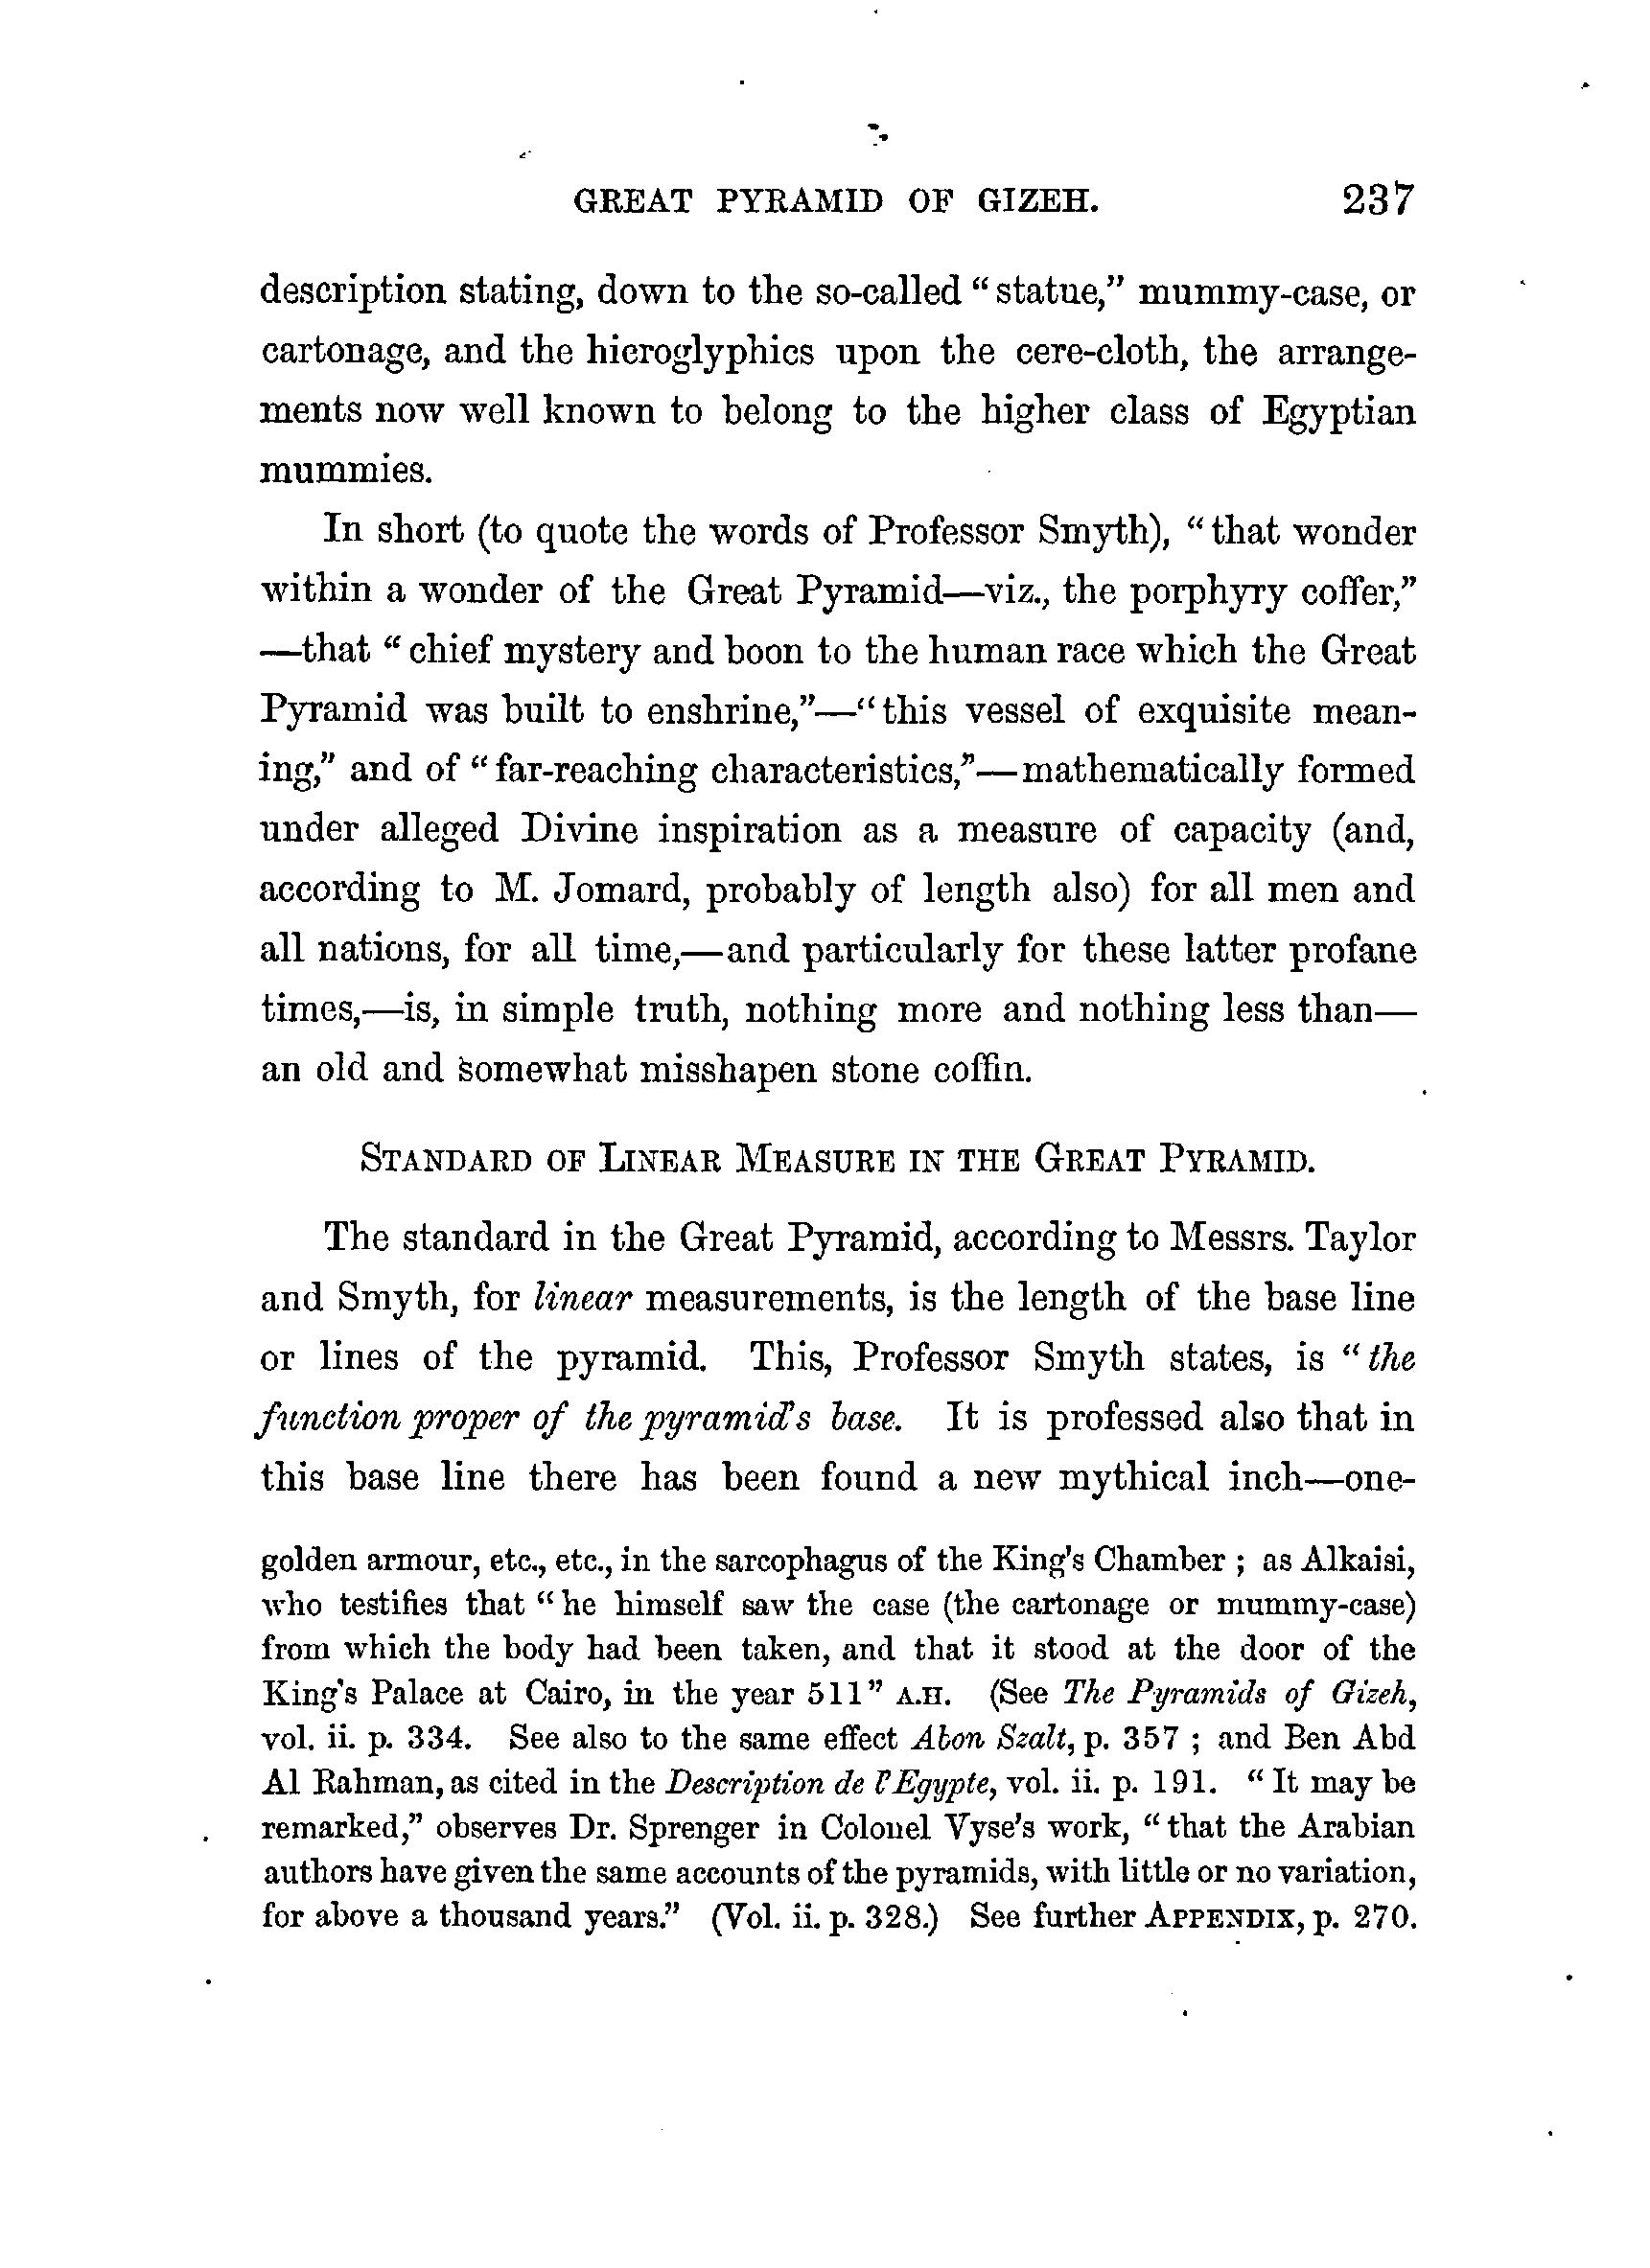 GREAT PYRAMID OF GIZEH. 237
description stating, down to the so-called “statue,” mummy-case, or
cartonage, and the hieroglyphics upon the cere-cloth, the arrange-
ments now well known to belong to the higher class of Egyptian
mummies.
In short (to quote the words of Professor Smyth), “that wonder
within a wonder of the Great Pyramid—viz., the porphyry coffer,”
—that “chief mystery and boon to the human race which the Great
Pyramid was built to enshrine,”—“this vessel of exquisite mean-
ing,” and of “far-reaching characteristics,”—mathematically formed
under alleged Divine inspiration as a measure of capacity (and,
according to M. Jomard, probably of length also) for all men and
all nations, for all time,—and particularly for these latter profane
times,—is, in simple truth, nothing more and nothing less than—
an old and somewhat misshapen stone coffin.
STANDARD OF LINEAR MEASURE IN THE GREAT PYRAMID.
The standard in the Great Pyramid, according to Messrs. Taylor
and Smyth, for linear measurements, is the length of the base line
or lines of the pyramid. This, Professor Smyth states, is “the
function proper of the pyramid's base. It is professed also that in
this base line there has been found a new mythical inch—one-
golden armour, etc., etc., in the sarcophagus of the King's Chamber ; as Alkaisi,
who testifies that “he himself saw the case (the cartonage or mummy-case)
from which the body had been taken, and that it stood at the door of the
King's Palace at Cairo, in the year 511” A.H. (See The Pyramids of Gizeh,
vol. ii. p. 334. See also to the same effect Abon Szalt, p. 357 ; and Ben Abd
Al Rahman, as cited in the Description de l'Egypte, vol. ii. p. 191. “It may be
remarked,” observes Dr. Sprenger in Colonel Vyse's work, “that the Arabian
authors have given the same accounts of the pyramids, with little or no variation,
for above a thousand years.” (Vol. ii. p. 328.) See further APPENDIX, p. 270.